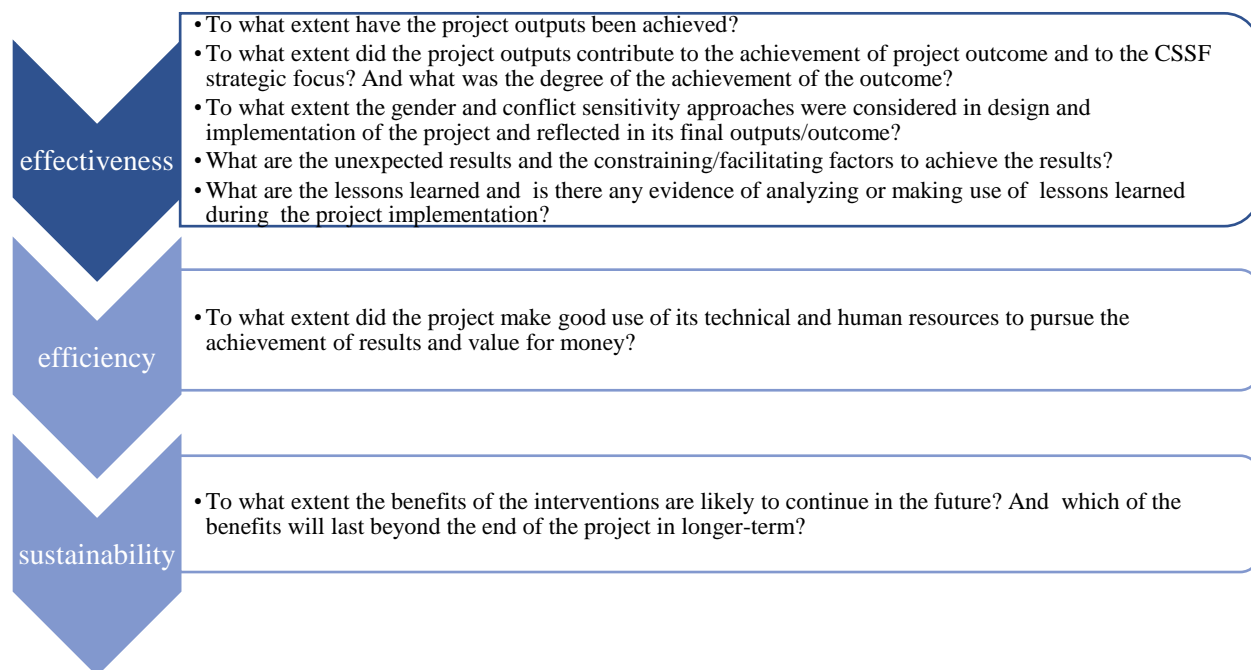 • To what extent have the project outputs been achieved?
• To what extent did the project outputs contribute to the achievement of project outcome and to the CSSF
strategic focus? And what was the degree of the achievement of the outcome?
• To what extent the gender and conflict sensitivity approaches were considered in design and
implementation of the project and reflected in its final outputs/outcome?
effectiveness
• What are the unexpected results and the constraining/facilitating factors to achieve the results?
• What are the lessons learned and is there any evidence of analyzing or making use of lessons learned
during the project implementation?
efficiency
• To what extent did the project make good use of its technical and human resources to pursue the
achievement of results and value for money?
sustainability
• To what extent the benefits of the interventions are likely to continue in the future? And which of the
benefits will last beyond the end of the project in longer-term?